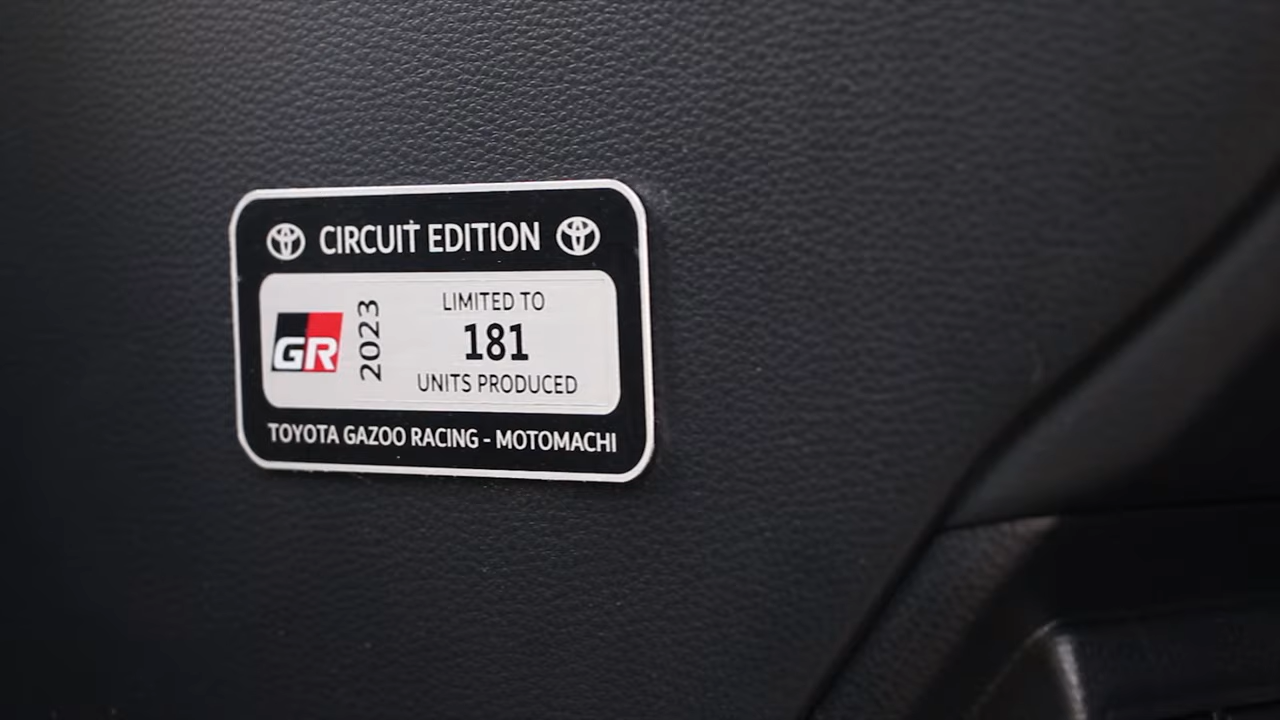 CIRCUIT EDITION
GR
2023
LIMITED TO
181
UNITS PRODUCED
TOYOTA GAZOO RACING - MOTOMACHI